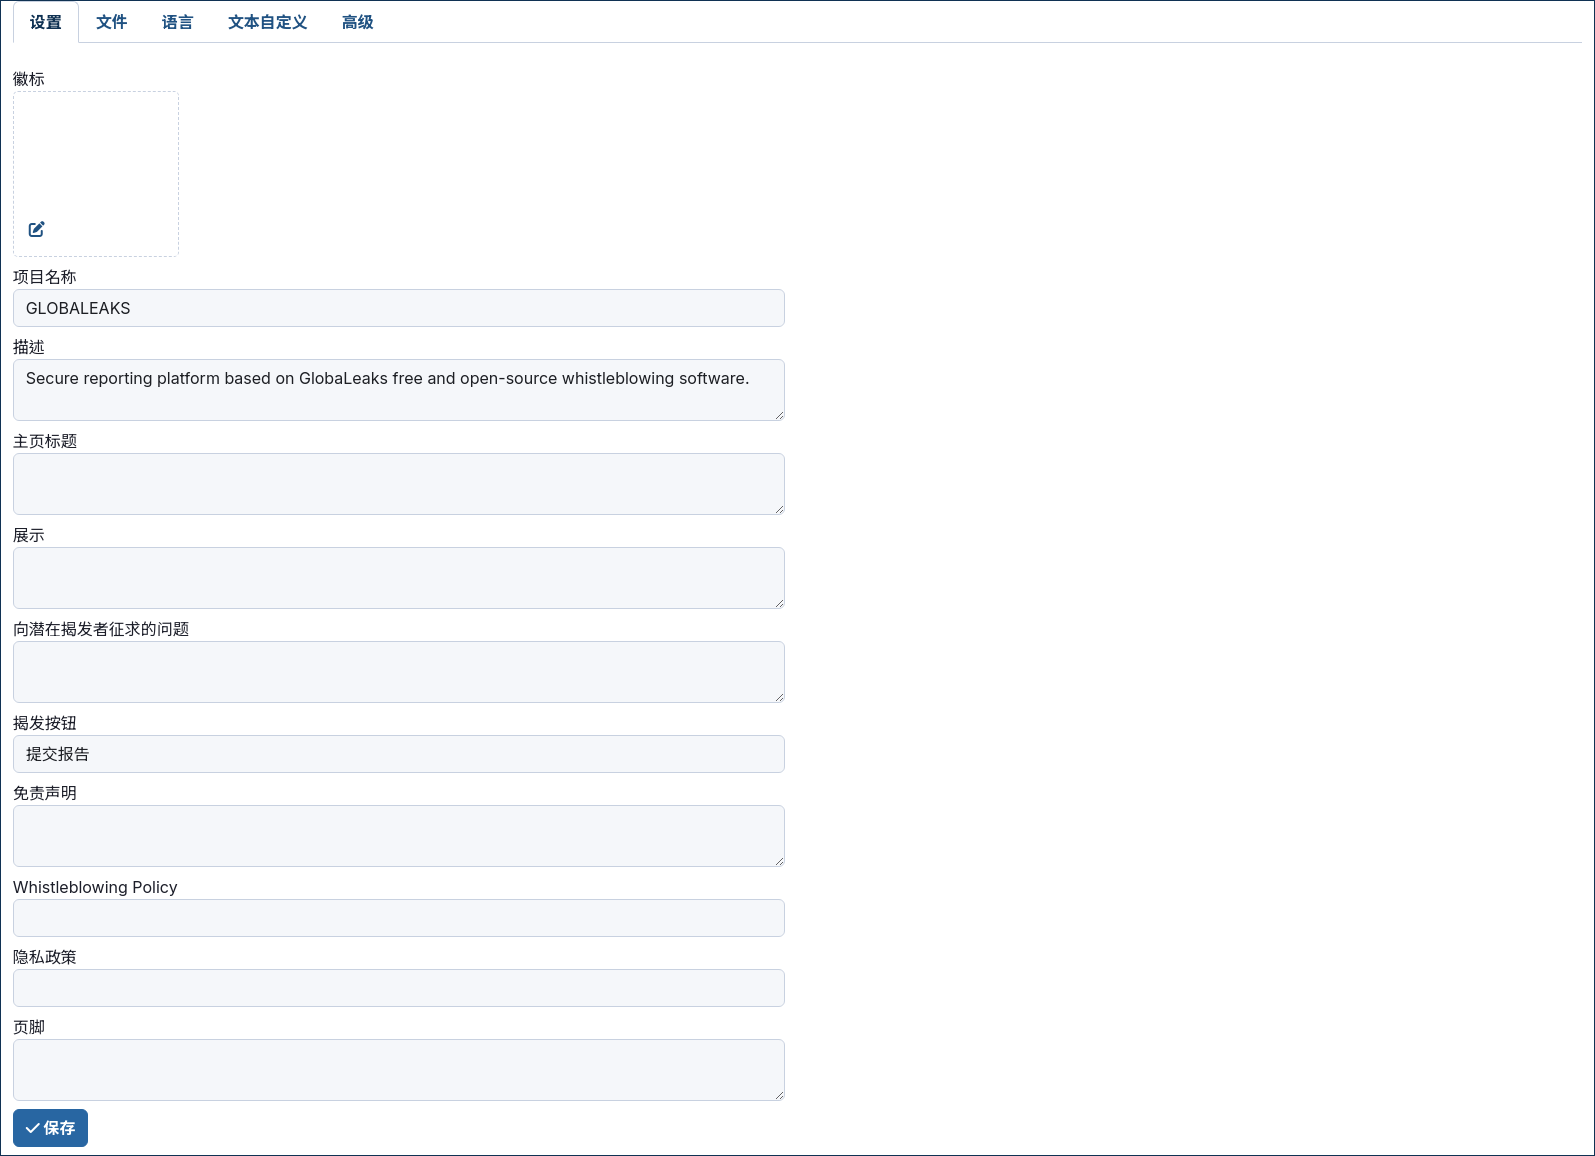 设置 文件 语言 文本自定义 高级
徽标
项目名称
GLOBALEAKS
描述
Secure reporting platform based on GlobaLeaks free and open-source whistleblowing software.
主页标题
展示
向潜在揭发者征求的问题
揭发按钮
提交报告
免责声明
Whistleblowing Policy
隐私政策
页脚
保存